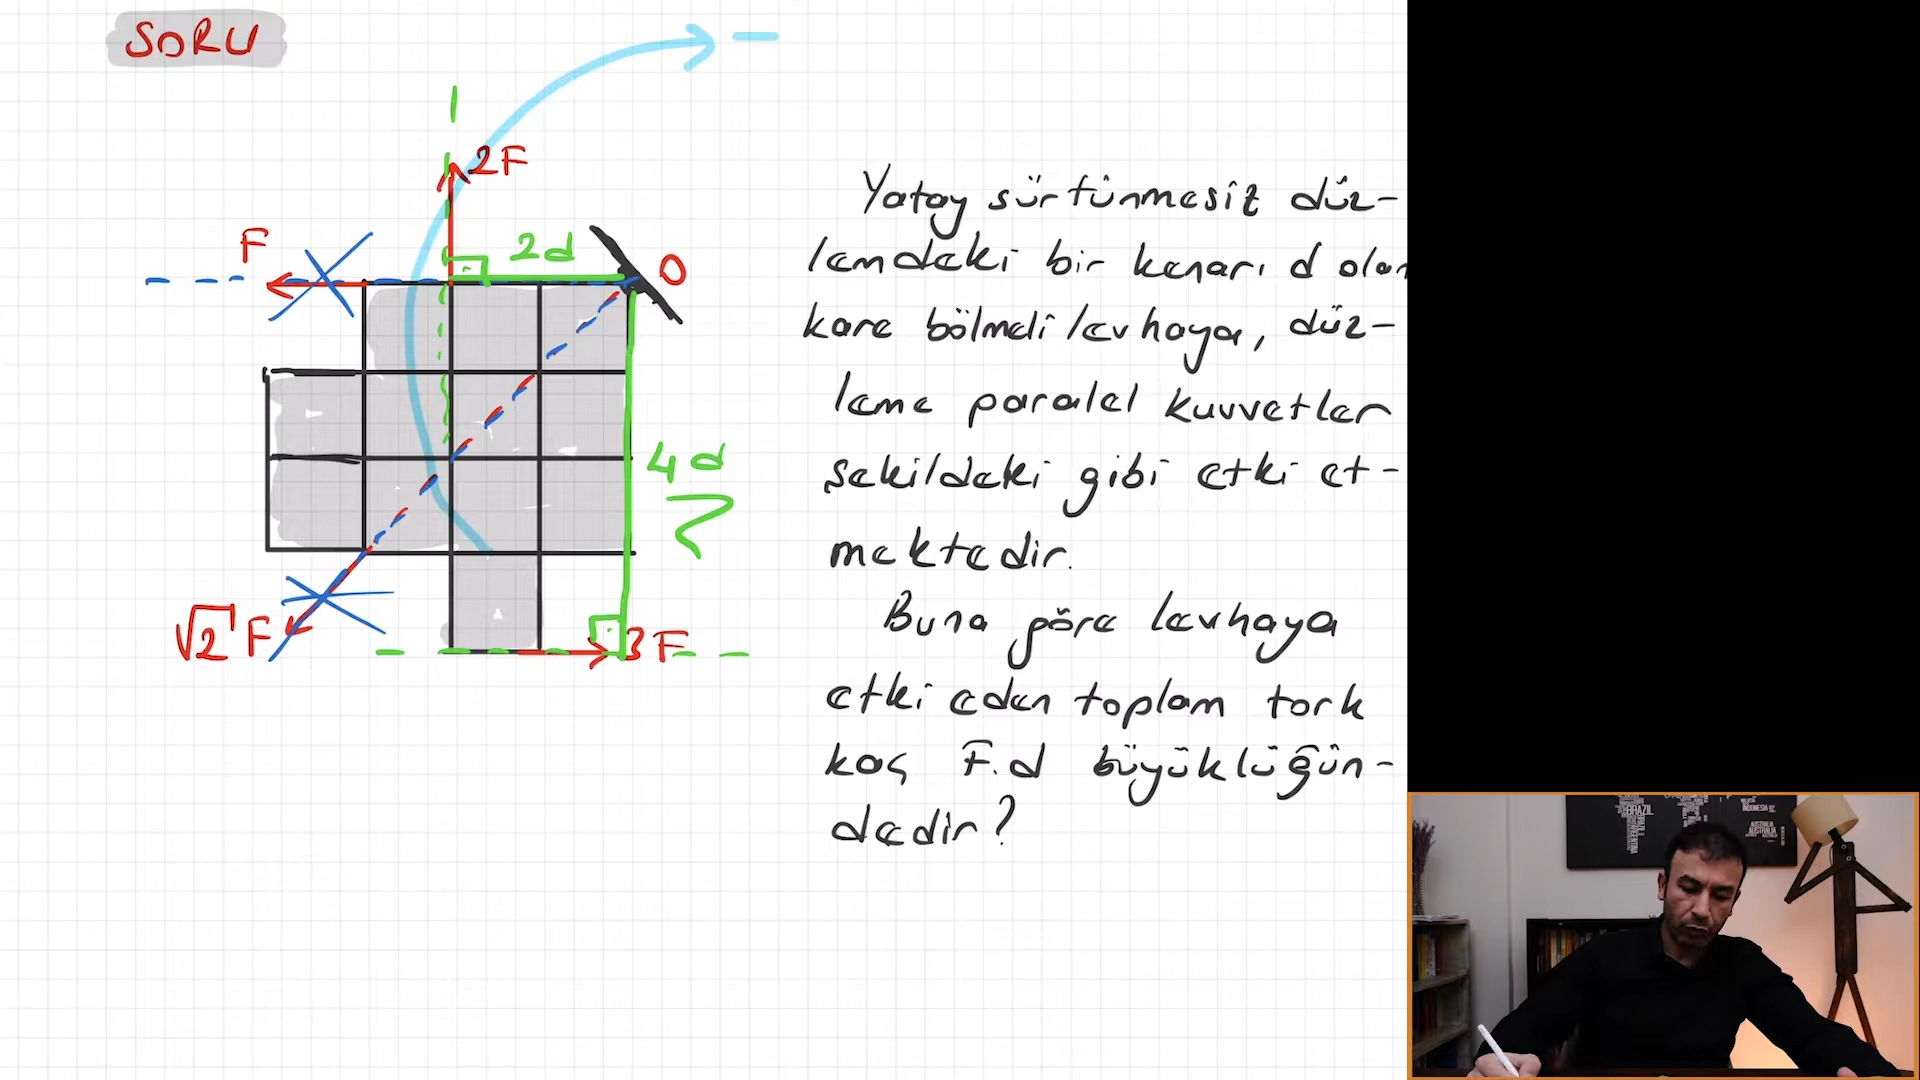 SORU
2F
F
2d
O
4d
√2 F
3F
Yatay sürtünmesiz düz-
lemdeki bir kenarı d olan
kare bölmeli levhaya, düz-
leme paralel kuvvetler
şekildeki gibi etki et-
mektedir.
Buna göre levhaya
etki eden toplam tork
kaç F.d büyüklüğün-
dedir?
BRAZIL